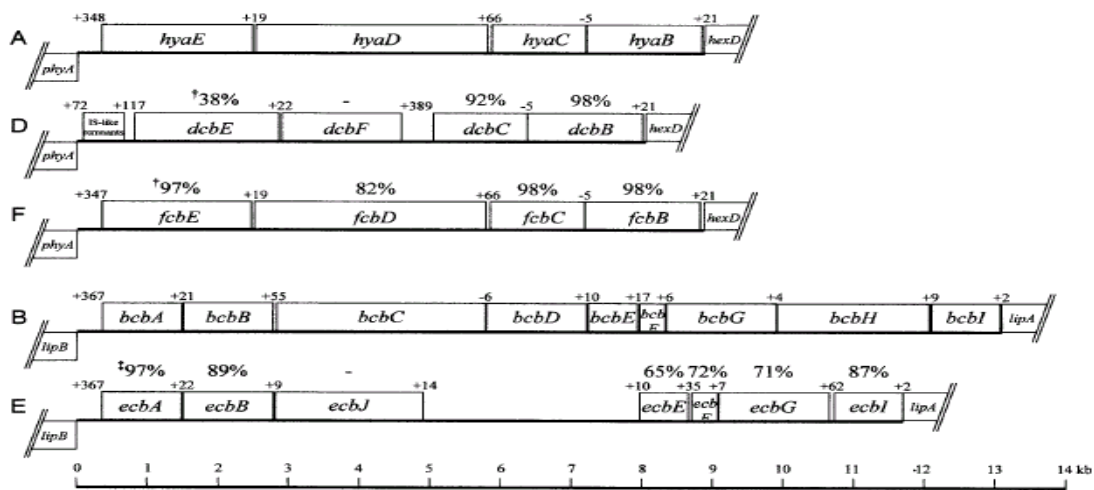 +348 +19 +66 -5 +21
A hyaE hyaD hyaC hyaB hexD
phyA
†38% - 92% 98%
+72 +117 +22 +389 -5 +21
D IS-like remnants dcbE dcbF dcbC dcbB hexD
phyA
†97% 82% 98% 98%
+347 +19 +66 -5 +21
F fcbE fcbD fcbC fcbB hexD
phyA
+367 +21 +55 -6 +10 +17 +6 +4 +9 +2
B bcbA bcbB bcbC bcbD bcbE bcb F bcbG bcbH bcbI lipA
lipB
‡97% 89% - 65% 72% 71% 87%
+367 +22 +9 +14 +10 +35 +7 +62 +2
E ecbA ecbB ecbJ ecbE ecb F ecbG ecbI lipA
lipB
0 1 2 3 4 5 6 7 8 9 10 11 -12 13 14 kb